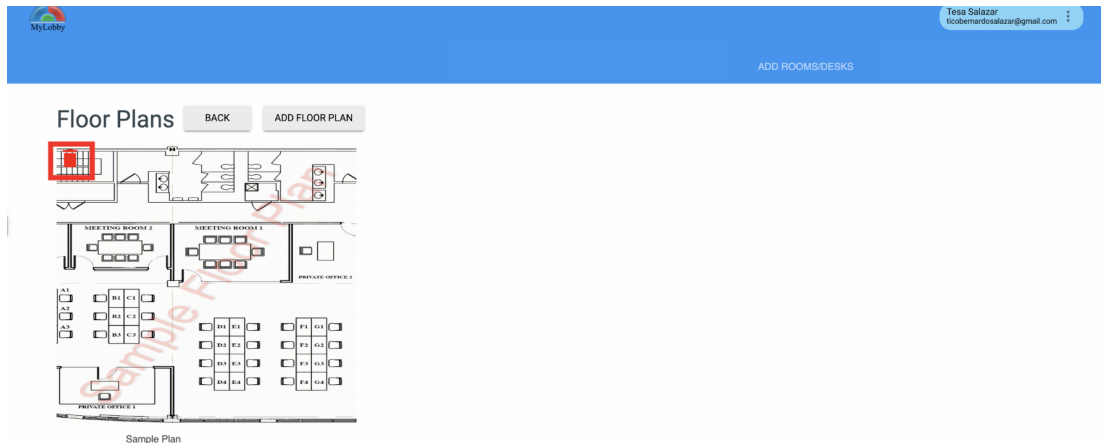 MyLobby
Tesa Salazar
ticobernardosalazar@gmail.com
ADD ROOMS/DESKS
Floor Plans
BACK
ADD FLOOR PLAN
Sample Floor Plan
MEETING ROOM 2
MEETING ROOM 1
PRIVATE OFFICE 2
A1
B1 C1
A2
B2 C2
A3
B3 C3
D1 E1
F1 G1
D2 E2
F2 G2
D3 E3
F3 G3
D4 E4
F4 G4
PRIVATE OFFICE 1
Sample Plan